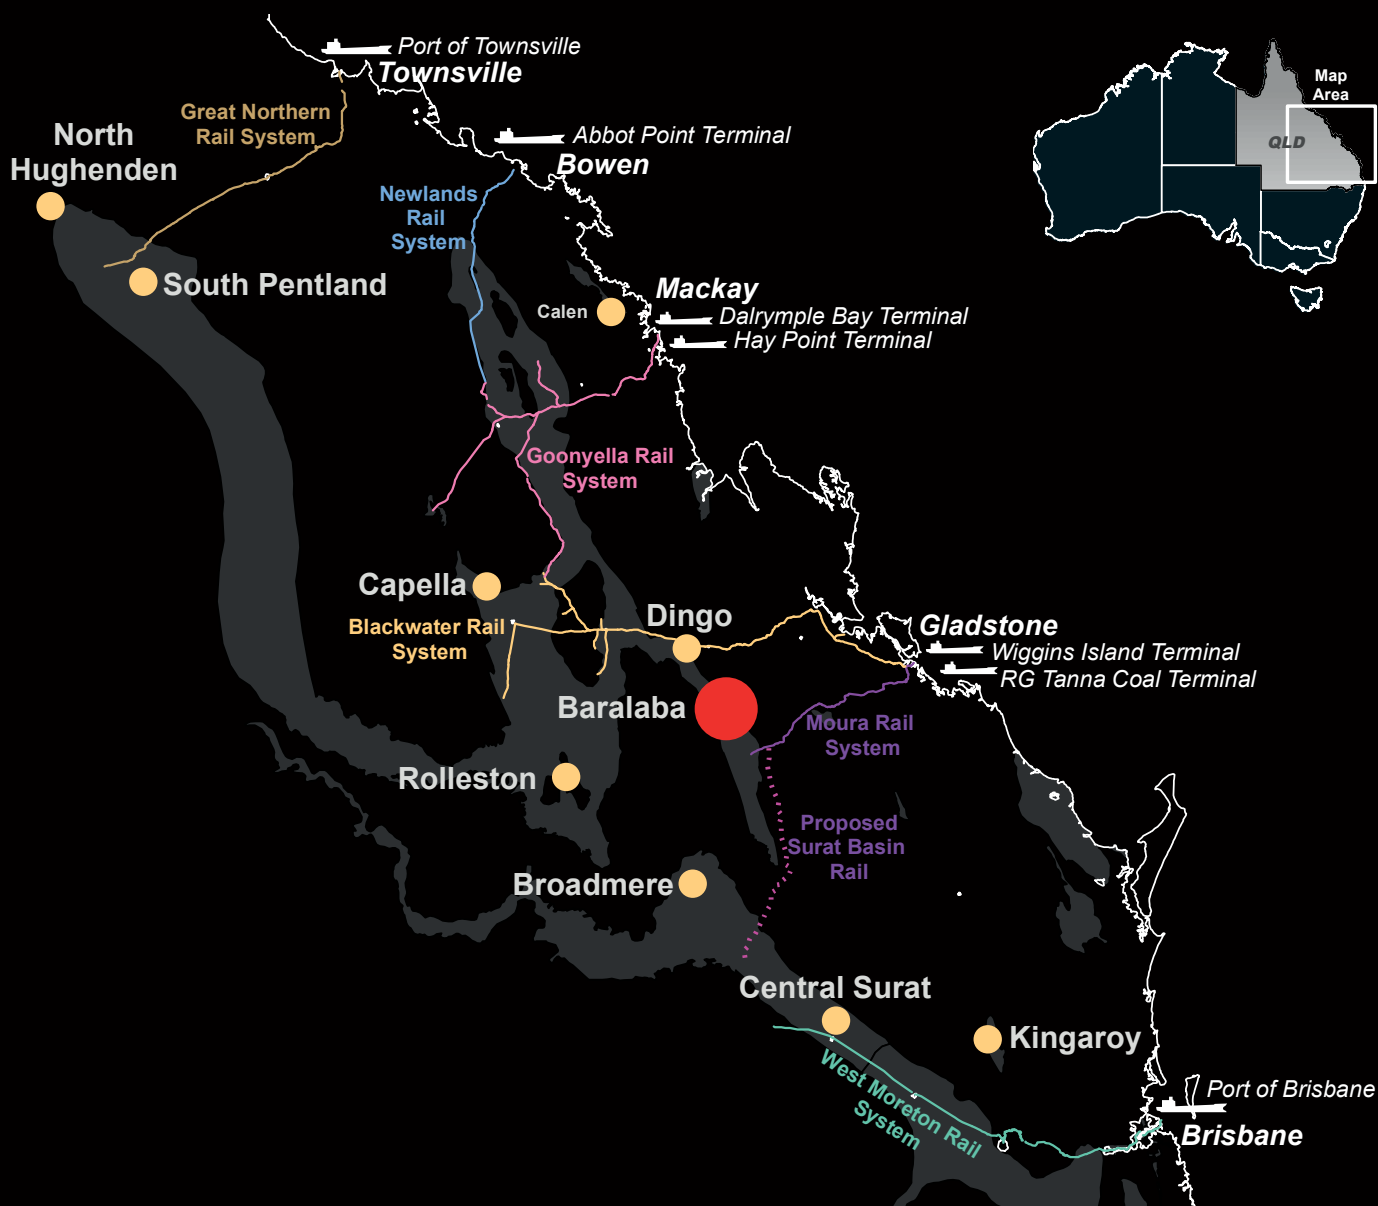 Port of Townsville
Townsville
Map
Area
Great Northern
Rail System
North
Hughenden
Abbot Point Terminal
Bowen
QLD
Newlands
Rail
System
South Pentland
Mackay
Calen
Dalrymple Bay Terminal
Hay Point Terminal
Goonyella Rail
System
Capella
Dingo
Blackwater Rail
System
Gladstone
Wiggins Island Terminal
RG Tanna Coal Terminal
Baralaba
Moura Rail
System
Rolleston
Proposed
Surat Basin
Rail
Broadmere
Central Surat
Kingaroy
West Moreton Rail
System
Port of Brisbane
Brisbane